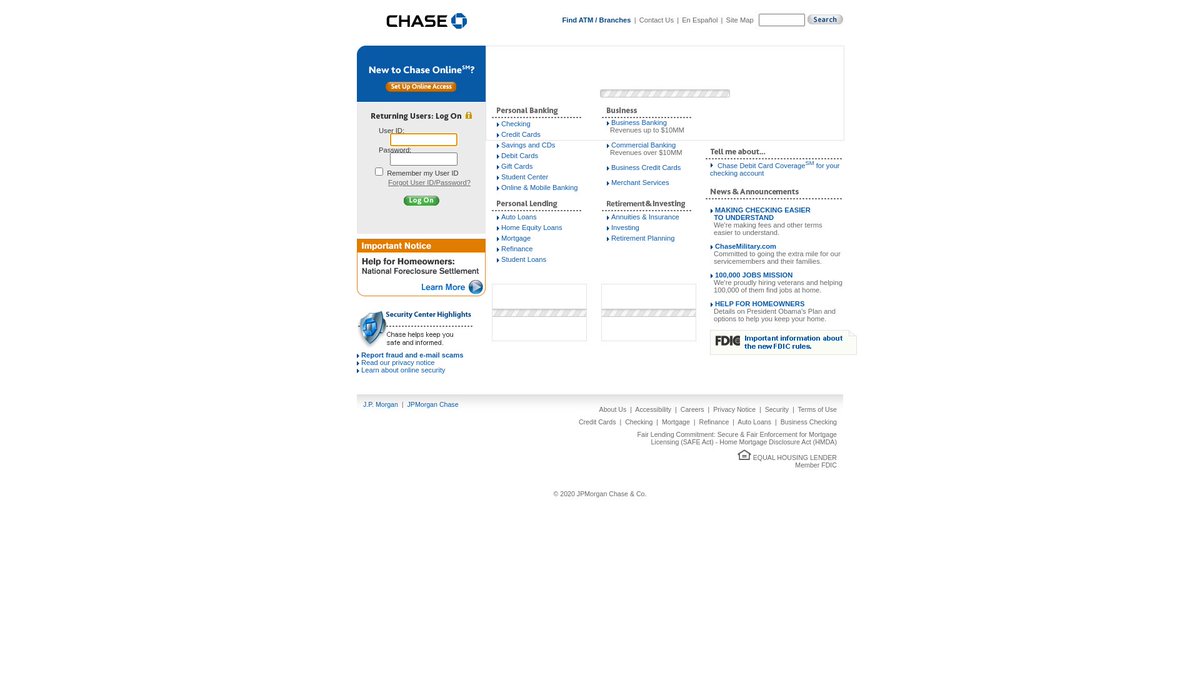 CHASE
Find ATM / Branches | Contact Us | En Español | Site Map
Search
New to Chase Online℠?
Set Up Online Access
Returning Users: Log On
User ID:
Password:
Remember my User ID
Forgot User ID/Password?
Log On
Important Notice
Help for Homeowners:
National Foreclosure Settlement
Learn More
Security Center Highlights
Chase helps keep you
safe and informed.
Report fraud and e-mail scams
Read our privacy notice
Learn about online security
Personal Banking
Checking
Credit Cards
Savings and CDs
Debit Cards
Gift Cards
Student Center
Online & Mobile Banking
Personal Lending
Auto Loans
Home Equity Loans
Mortgage
Refinance
Student Loans
Business
Business Banking
Revenues up to $10MM
Commercial Banking
Revenues over $10MM
Business Credit Cards
Merchant Services
Retirement & Investing
Annuities & Insurance
Investing
Retirement Planning
Tell me about...
Chase Debit Card Coverage℠ for your
checking account
News & Announcements
MAKING CHECKING EASIER
TO UNDERSTAND
We're making fees and other terms
easier to understand.
ChaseMilitary.com
Committed to going the extra mile for our
servicemembers and their families.
100,000 JOBS MISSION
We're proudly hiring veterans and helping
100,000 of them find jobs at home.
HELP FOR HOMEOWNERS
Details on President Obama's Plan and
options to help you keep your home.
FDIC Important information about
the new FDIC rules.
J.P. Morgan | JPMorgan Chase
About Us | Accessibility | Careers | Privacy Notice | Security | Terms of Use
Credit Cards | Checking | Mortgage | Refinance | Auto Loans | Business Checking
Fair Lending Commitment: Secure & Fair Enforcement for Mortgage
Licensing (SAFE Act) - Home Mortgage Disclosure Act (HMDA)
EQUAL HOUSING LENDER
Member FDIC
© 2020 JPMorgan Chase & Co.